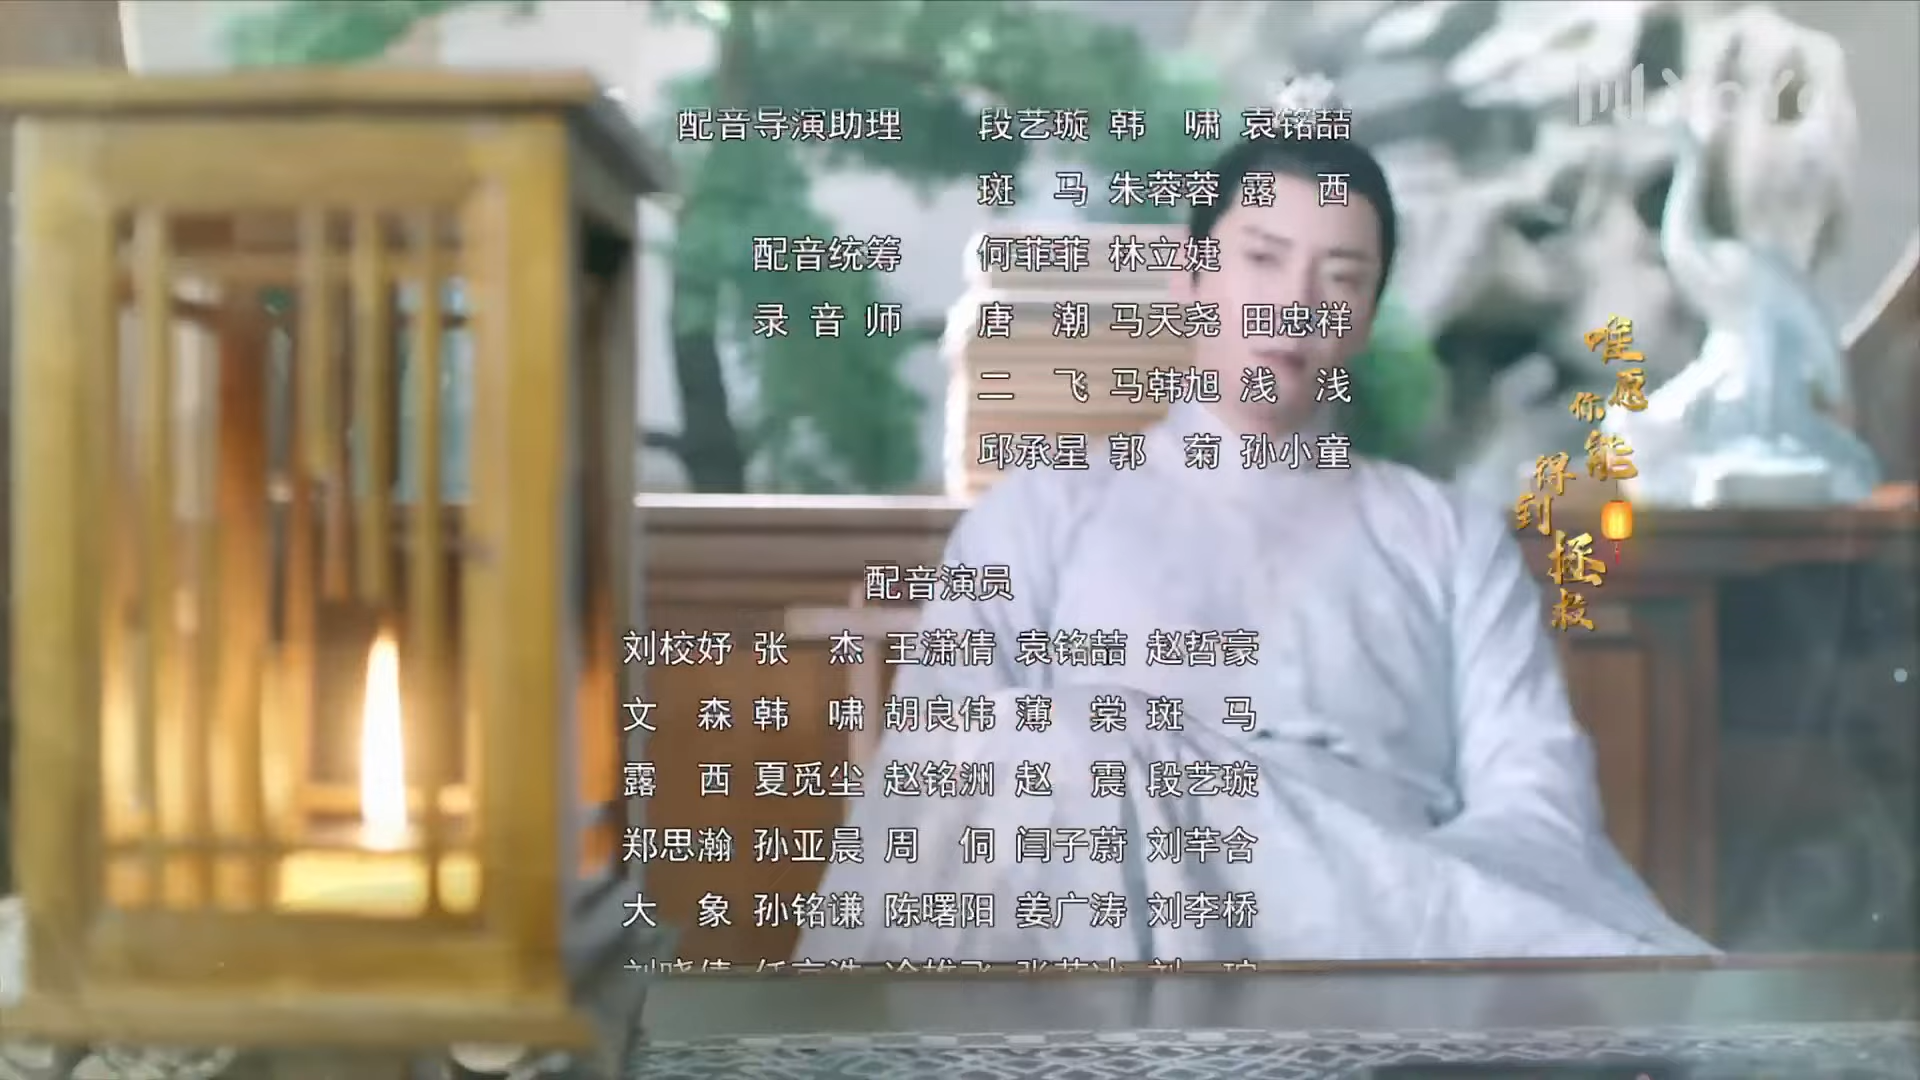 YoYo
配音导演助理 段艺璇 韩 啸 袁铭喆
斑 马 朱蓉蓉 露 西
配音统筹 何菲菲 林立婕
录音师 唐 潮 马天尧 田忠祥
二 飞 马韩旭 浅 浅
邱承星 郭 菊 孙小童
配音演员
刘校妤 张 杰 王潇倩 袁铭喆 赵哲豪
文 森 韩 啸 胡良伟 薄 棠 斑 马
露 西 夏觅尘 赵铭洲 赵 震 段艺璇
郑思瀚 孙亚晨 周 侗 闫子蔚 刘芊含
大 象 孙铭谦 陈曙阳 姜广涛 刘李桥
唯愿你能得到拯救